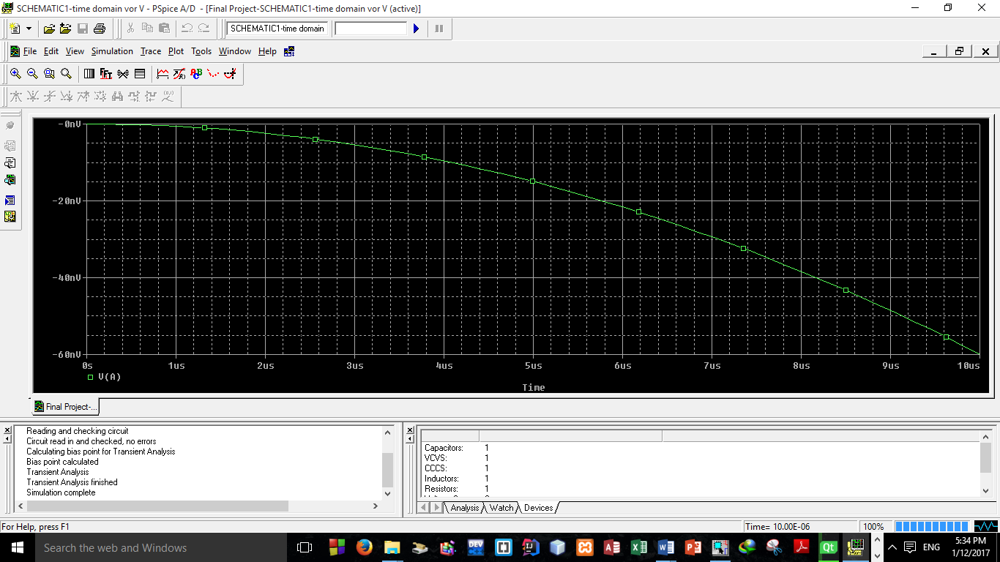 SCHEMATIC1-time domain vor V - PSpice A/D - [Final Project-SCHEMATIC1-time domain vor V (active)]
SCHEMATIC1-time domain
File Edit View Simulation Trace Plot Tools Window Help
FFT
ABC
-0nV
-20nV
-40nV
-60nV
0s 1us 2us 3us 4us 5us 6us 7us 8us 9us 10us
V(A)
Time
Final Project-...
Reading and checking circuit
Circuit read in and checked, no errors
Calculating bias point for Transient Analysis
Bias point calculated
Transient Analysis
Transient Analysis finished
Simulation complete
Capacitors: 1
VCVS: 1
CCCS: 1
Inductors: 1
Resistors: 1
Analysis Watch Devices
For Help, press F1
Time= 10.00E-06 100%
Search the web and Windows
DEV
Qt
ENG
5:34 PM
1/12/2017